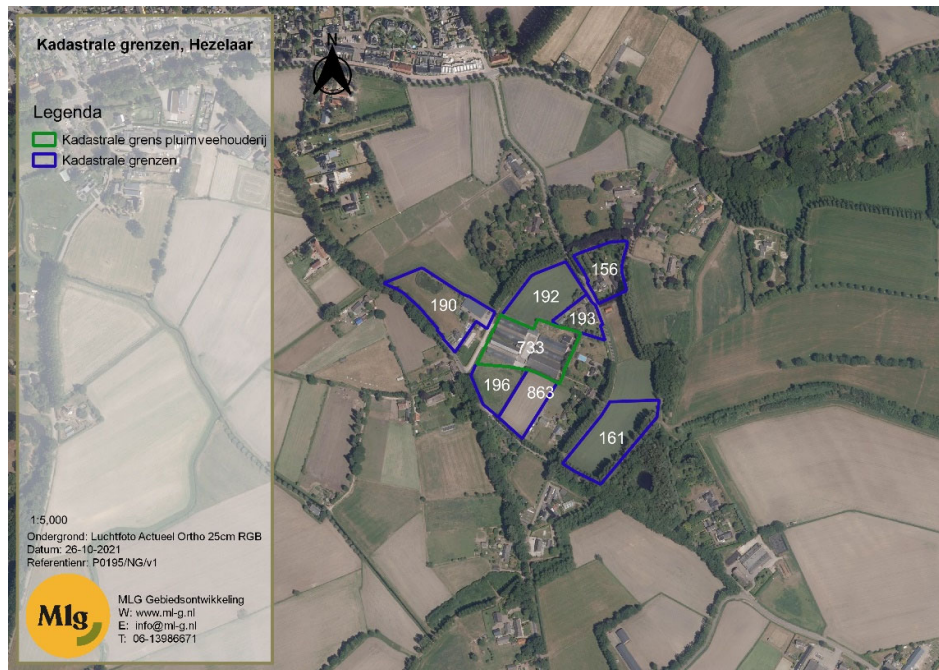 Kadastrale grenzen, Hezelaar
N
Legenda
Kadastrale grens pluimveehouderij
Kadastrale grenzen
156
190
192
193
733
196
863
161
1:5,000
Ondergrond: Luchtfoto Actueel Ortho 25cm RGB
Datum: 26-10-2021
Referentienr: P0195/NG/v1
Mlg
MLG Gebiedsontwikkeling
W: www.ml-g.nl
E: info@ml-g.nl
T: 06-13986671